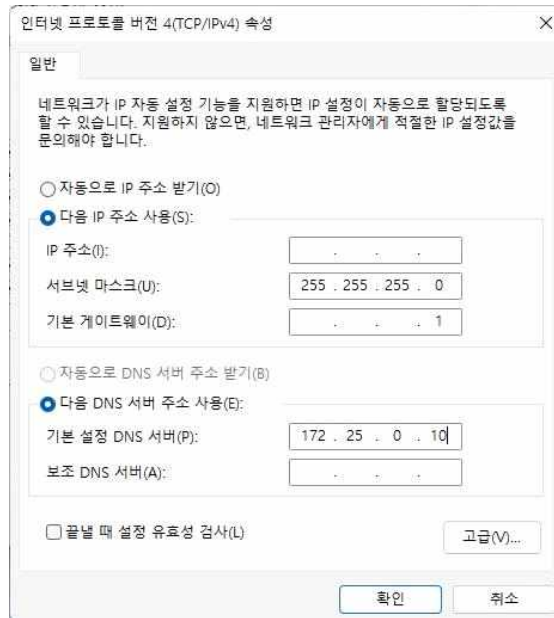 인터넷 프로토콜 버전 4(TCP/IPv4) 속성
일반
네트워크가 IP 자동 설정 기능을 지원하면 IP 설정이 자동으로 할당되도록
할 수 있습니다. 지원하지 않으면, 네트워크 관리자에게 적절한 IP 설정값을
문의해야 합니다.
자동으로 IP 주소 받기(O)
다음 IP 주소 사용(S):
IP 주소(I): . . .
서브넷 마스크(U): 255 . 255 . 255 . 0
기본 게이트웨이(D): . . . 1
자동으로 DNS 서버 주소 받기(B)
다음 DNS 서버 주소 사용(E):
기본 설정 DNS 서버(P): 172 . 25 . 0 . 10
보조 DNS 서버(A): . . .
끝낼 때 설정 유효성 검사(L)
고급(V)...
확인 취소